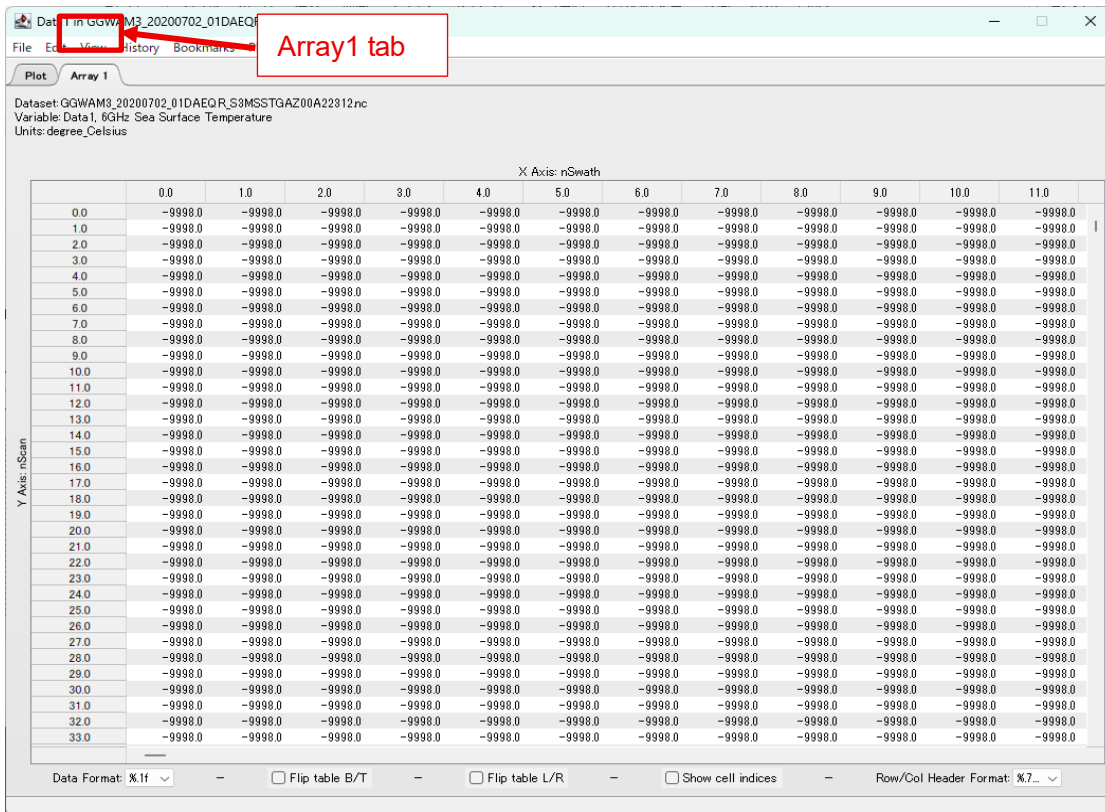 Data1 in GGWAM3_20200702_01DAEQR
File Edit View History Bookmarks
Array1 tab
Plot Array 1
Dataset: GGWAM3_20200702_01DAEQR_S3MSSTGAZ00A22312.nc
Variable: Data1, 6GHz Sea Surface Temperature
Units: degree_Celsius
X Axis: nSwath
0.0 1.0 2.0 3.0 4.0 5.0 6.0 7.0 8.0 9.0 10.0 11.0
Y Axis: nScan
0.0 -9998.0 -9998.0 -9998.0 -9998.0 -9998.0 -9998.0 -9998.0 -9998.0 -9998.0 -9998.0 -9998.0 -9998.0
1.0 -9998.0 -9998.0 -9998.0 -9998.0 -9998.0 -9998.0 -9998.0 -9998.0 -9998.0 -9998.0 -9998.0 -9998.0
2.0 -9998.0 -9998.0 -9998.0 -9998.0 -9998.0 -9998.0 -9998.0 -9998.0 -9998.0 -9998.0 -9998.0 -9998.0
3.0 -9998.0 -9998.0 -9998.0 -9998.0 -9998.0 -9998.0 -9998.0 -9998.0 -9998.0 -9998.0 -9998.0 -9998.0
4.0 -9998.0 -9998.0 -9998.0 -9998.0 -9998.0 -9998.0 -9998.0 -9998.0 -9998.0 -9998.0 -9998.0 -9998.0
5.0 -9998.0 -9998.0 -9998.0 -9998.0 -9998.0 -9998.0 -9998.0 -9998.0 -9998.0 -9998.0 -9998.0 -9998.0
6.0 -9998.0 -9998.0 -9998.0 -9998.0 -9998.0 -9998.0 -9998.0 -9998.0 -9998.0 -9998.0 -9998.0 -9998.0
7.0 -9998.0 -9998.0 -9998.0 -9998.0 -9998.0 -9998.0 -9998.0 -9998.0 -9998.0 -9998.0 -9998.0 -9998.0
8.0 -9998.0 -9998.0 -9998.0 -9998.0 -9998.0 -9998.0 -9998.0 -9998.0 -9998.0 -9998.0 -9998.0 -9998.0
9.0 -9998.0 -9998.0 -9998.0 -9998.0 -9998.0 -9998.0 -9998.0 -9998.0 -9998.0 -9998.0 -9998.0 -9998.0
10.0 -9998.0 -9998.0 -9998.0 -9998.0 -9998.0 -9998.0 -9998.0 -9998.0 -9998.0 -9998.0 -9998.0 -9998.0
11.0 -9998.0 -9998.0 -9998.0 -9998.0 -9998.0 -9998.0 -9998.0 -9998.0 -9998.0 -9998.0 -9998.0 -9998.0
12.0 -9998.0 -9998.0 -9998.0 -9998.0 -9998.0 -9998.0 -9998.0 -9998.0 -9998.0 -9998.0 -9998.0 -9998.0
13.0 -9998.0 -9998.0 -9998.0 -9998.0 -9998.0 -9998.0 -9998.0 -9998.0 -9998.0 -9998.0 -9998.0 -9998.0
14.0 -9998.0 -9998.0 -9998.0 -9998.0 -9998.0 -9998.0 -9998.0 -9998.0 -9998.0 -9998.0 -9998.0 -9998.0
15.0 -9998.0 -9998.0 -9998.0 -9998.0 -9998.0 -9998.0 -9998.0 -9998.0 -9998.0 -9998.0 -9998.0 -9998.0
16.0 -9998.0 -9998.0 -9998.0 -9998.0 -9998.0 -9998.0 -9998.0 -9998.0 -9998.0 -9998.0 -9998.0 -9998.0
17.0 -9998.0 -9998.0 -9998.0 -9998.0 -9998.0 -9998.0 -9998.0 -9998.0 -9998.0 -9998.0 -9998.0 -9998.0
18.0 -9998.0 -9998.0 -9998.0 -9998.0 -9998.0 -9998.0 -9998.0 -9998.0 -9998.0 -9998.0 -9998.0 -9998.0
19.0 -9998.0 -9998.0 -9998.0 -9998.0 -9998.0 -9998.0 -9998.0 -9998.0 -9998.0 -9998.0 -9998.0 -9998.0
20.0 -9998.0 -9998.0 -9998.0 -9998.0 -9998.0 -9998.0 -9998.0 -9998.0 -9998.0 -9998.0 -9998.0 -9998.0
21.0 -9998.0 -9998.0 -9998.0 -9998.0 -9998.0 -9998.0 -9998.0 -9998.0 -9998.0 -9998.0 -9998.0 -9998.0
22.0 -9998.0 -9998.0 -9998.0 -9998.0 -9998.0 -9998.0 -9998.0 -9998.0 -9998.0 -9998.0 -9998.0 -9998.0
23.0 -9998.0 -9998.0 -9998.0 -9998.0 -9998.0 -9998.0 -9998.0 -9998.0 -9998.0 -9998.0 -9998.0 -9998.0
24.0 -9998.0 -9998.0 -9998.0 -9998.0 -9998.0 -9998.0 -9998.0 -9998.0 -9998.0 -9998.0 -9998.0 -9998.0
25.0 -9998.0 -9998.0 -9998.0 -9998.0 -9998.0 -9998.0 -9998.0 -9998.0 -9998.0 -9998.0 -9998.0 -9998.0
26.0 -9998.0 -9998.0 -9998.0 -9998.0 -9998.0 -9998.0 -9998.0 -9998.0 -9998.0 -9998.0 -9998.0 -9998.0
27.0 -9998.0 -9998.0 -9998.0 -9998.0 -9998.0 -9998.0 -9998.0 -9998.0 -9998.0 -9998.0 -9998.0 -9998.0
28.0 -9998.0 -9998.0 -9998.0 -9998.0 -9998.0 -9998.0 -9998.0 -9998.0 -9998.0 -9998.0 -9998.0 -9998.0
29.0 -9998.0 -9998.0 -9998.0 -9998.0 -9998.0 -9998.0 -9998.0 -9998.0 -9998.0 -9998.0 -9998.0 -9998.0
30.0 -9998.0 -9998.0 -9998.0 -9998.0 -9998.0 -9998.0 -9998.0 -9998.0 -9998.0 -9998.0 -9998.0 -9998.0
31.0 -9998.0 -9998.0 -9998.0 -9998.0 -9998.0 -9998.0 -9998.0 -9998.0 -9998.0 -9998.0 -9998.0 -9998.0
32.0 -9998.0 -9998.0 -9998.0 -9998.0 -9998.0 -9998.0 -9998.0 -9998.0 -9998.0 -9998.0 -9998.0 -9998.0
33.0 -9998.0 -9998.0 -9998.0 -9998.0 -9998.0 -9998.0 -9998.0 -9998.0 -9998.0 -9998.0 -9998.0 -9998.0
Data Format: %.1f – Flip table B/T – Flip table L/R – Show cell indices – Row/Col Header Format: %.7...